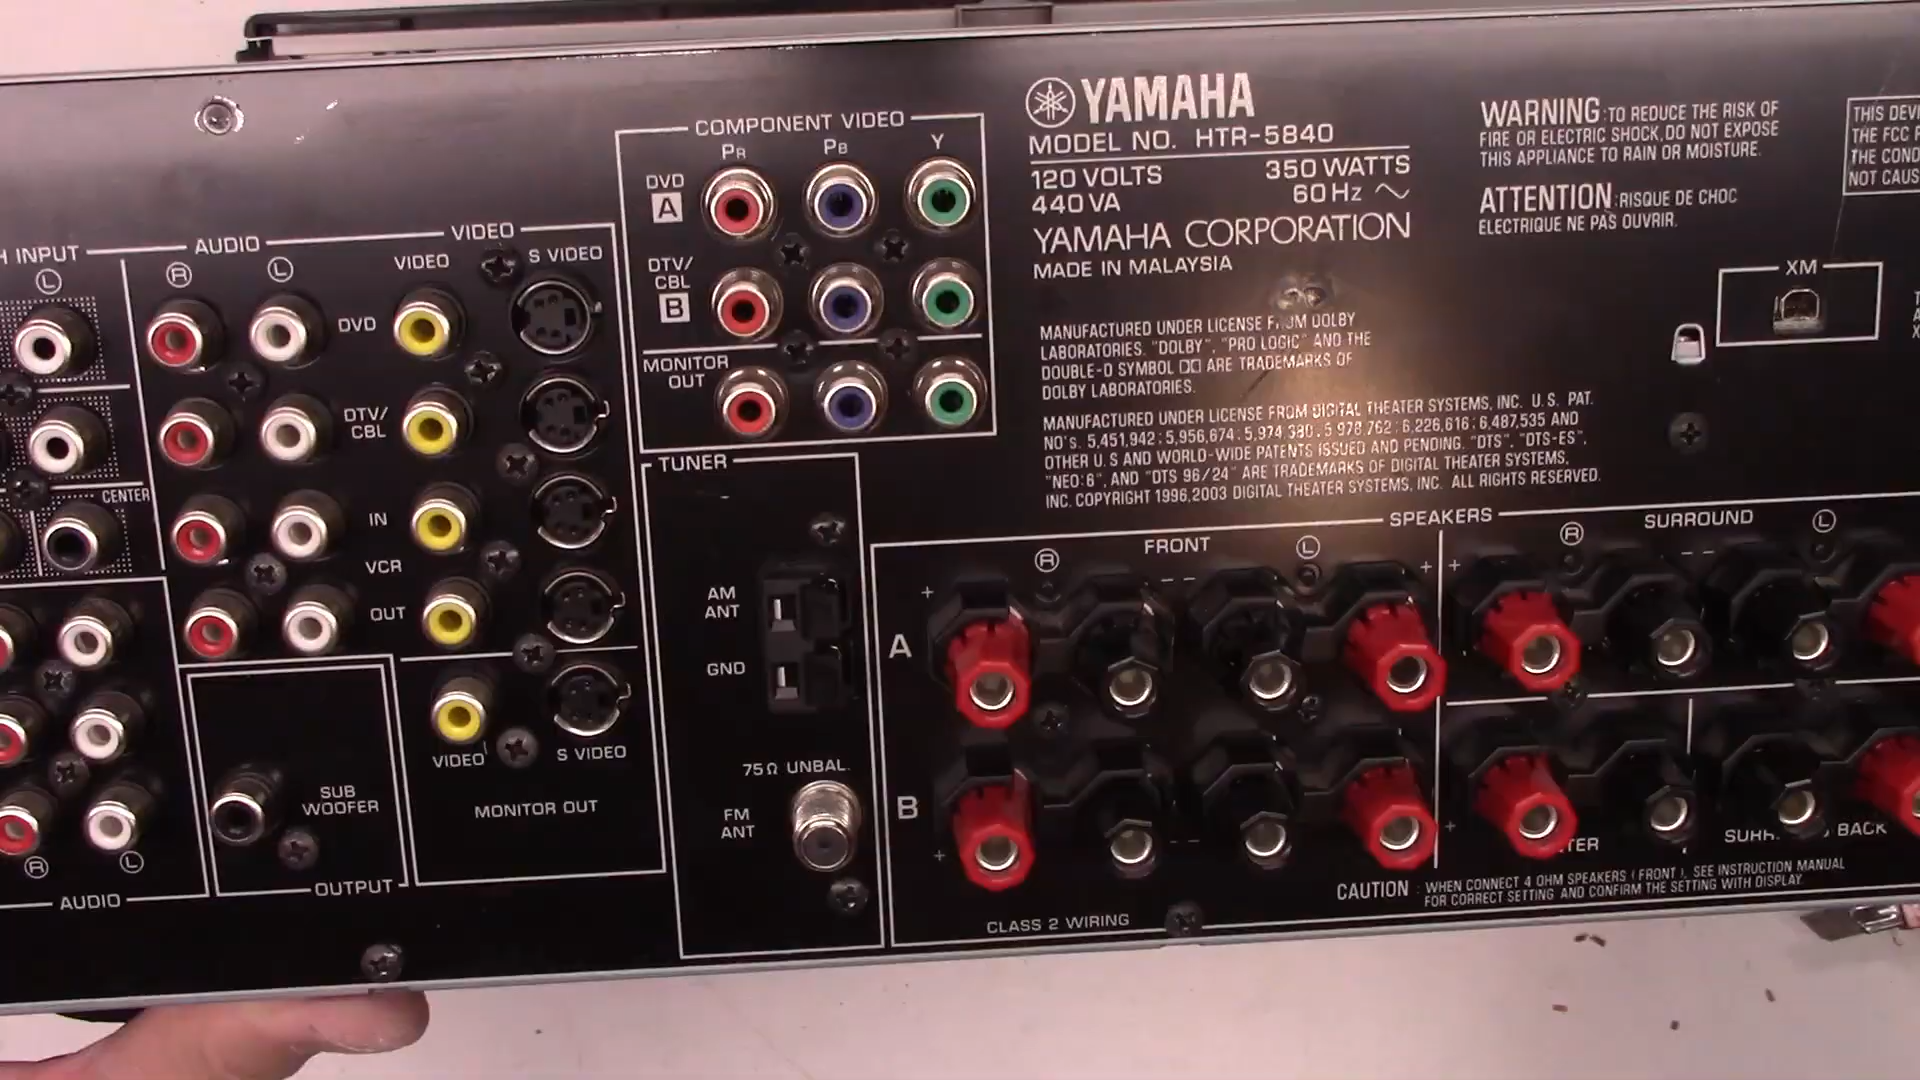 YAMAHA
MODEL NO. HTR-5840
120 VOLTS 350 WATTS
440 VA 60 Hz
YAMAHA CORPORATION
MADE IN MALAYSIA
MANUFACTURED UNDER LICENSE FROM DOLBY
LABORATORIES. "DOLBY", "PRO LOGIC" AND THE
DOUBLE-D SYMBOL ARE TRADEMARKS OF
DOLBY LABORATORIES.
MANUFACTURED UNDER LICENSE FROM DIGITAL THEATER SYSTEMS, INC. U.S. PAT.
NO's. 5,451,942; 5,956,674; 5,974,380; 5,978,762; 6,226,616; 6,487,535 AND
OTHER U.S AND WORLD-WIDE PATENTS ISSUED AND PENDING. "DTS", "DTS-ES",
"NEO:6", AND "DTS 96/24" ARE TRADEMARKS OF DIGITAL THEATER SYSTEMS,
INC. COPYRIGHT 1996,2003 DIGITAL THEATER SYSTEMS, INC. ALL RIGHTS RESERVED.
WARNING : TO REDUCE THE RISK OF
FIRE OR ELECTRIC SHOCK, DO NOT EXPOSE
THIS APPLIANCE TO RAIN OR MOISTURE.
ATTENTION : RISQUE DE CHOC
ELECTRIQUE NE PAS OUVRIR.
THIS
THE FCC
THE
NOT
XM
COMPONENT VIDEO
PR PB Y
DVD
A
DTV/
CBL
B
MONITOR
OUT
INPUT
L
CENTER
AUDIO
R L
VIDEO
VIDEO S VIDEO
DVD
DTV/
CBL
IN
VCR
OUT
SUB
WOOFER
OUTPUT
VIDEO S VIDEO
MONITOR OUT
R L
AUDIO
TUNER
AM
ANT
GND
75Ω UNBAL.
FM
ANT
SPEAKERS
R FRONT L
R SURROUND L
+ - - + +
A
B
+ - - +
BACK
CLASS 2 WIRING
CAUTION : WHEN CONNECT 4 OHM SPEAKERS (FRONT), SEE INSTRUCTION MANUAL
FOR CORRECT SETTING AND CONFIRM THE SETTING WITH DISPLAY.